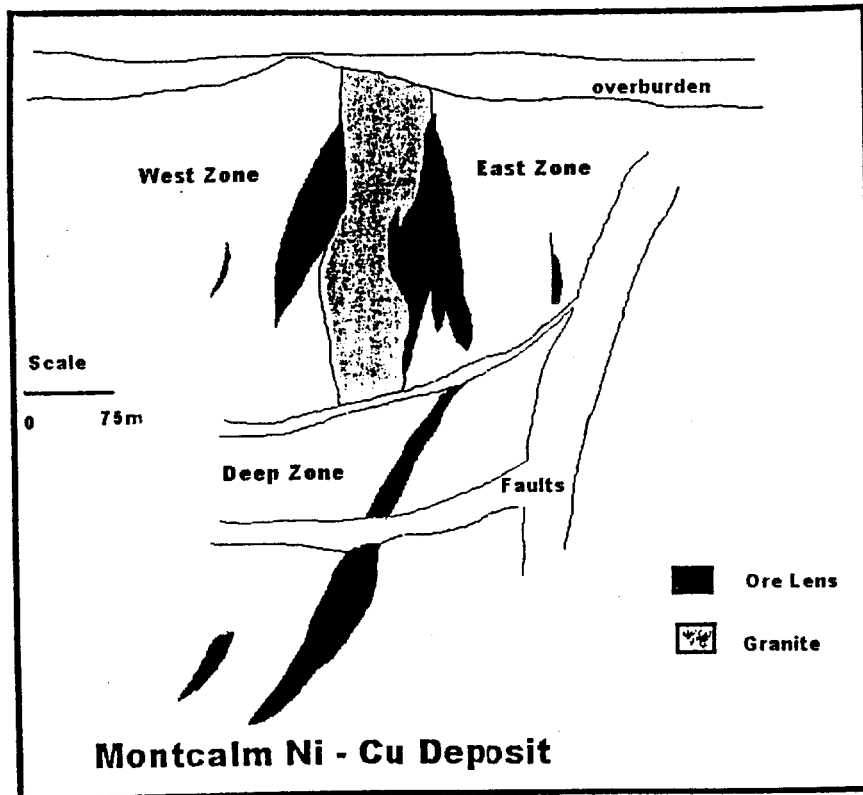 overburden
West Zone
East Zone
Scale
0 75m
Deep Zone
Faults
Ore Lens
Granite
Montcalm Ni - Cu Deposit